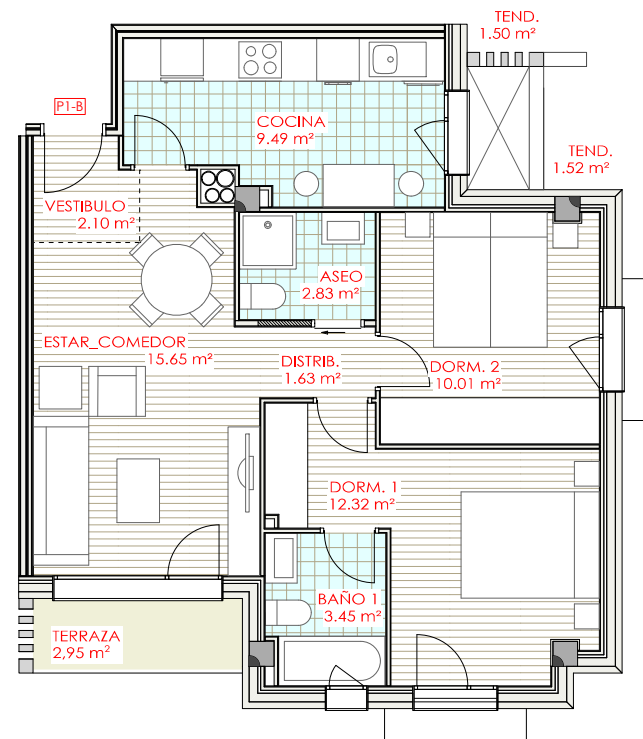 TEND.
1.50 m²
P1-B
COCINA
9.49 m²
TEND.
1.52 m²
VESTIBULO
2.10 m²
ASEO
2.83 m²
ESTAR_COMEDOR
15.65 m²
DISTRIB.
1.63 m²
DORM. 2
10.01 m²
DORM. 1
12.32 m²
BAÑO 1
3.45 m²
TERRAZA
2,95 m²